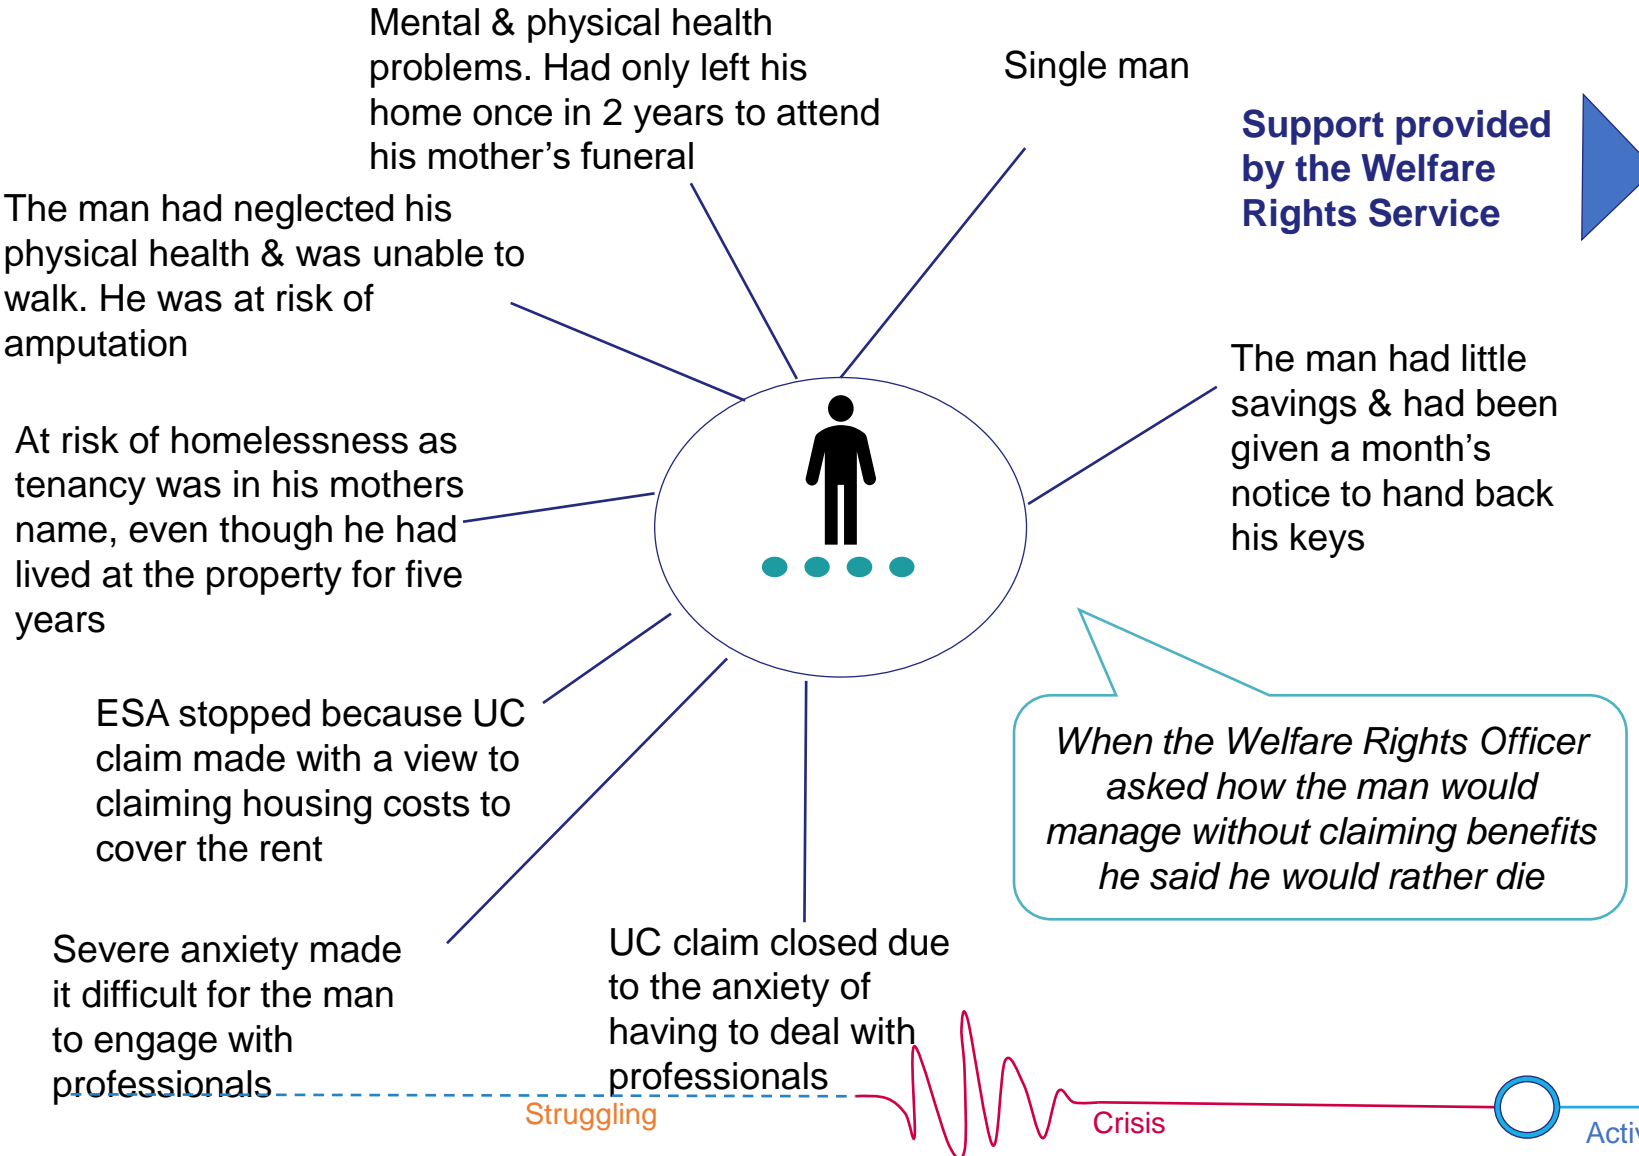 Mental & physical health
problems. Had only left his
home once in 2 years to attend
his mother’s funeral
Single man
Support provided
by the Welfare
Rights Service
The man had neglected his
physical health & was unable to
walk. He was at risk of
amputation
The man had little
savings & had been
given a month’s
notice to hand back
his keys
At risk of homelessness as
tenancy was in his mothers
name, even though he had
lived at the property for five
years
ESA stopped because UC
claim made with a view to
claiming housing costs to
cover the rent
When the Welfare Rights Officer
asked how the man would
manage without claiming benefits
he said he would rather die
Severe anxiety made
it difficult for the man
to engage with
professionals
UC claim closed due
to the anxiety of
having to deal with
professionals
Struggling
Crisis
Activ